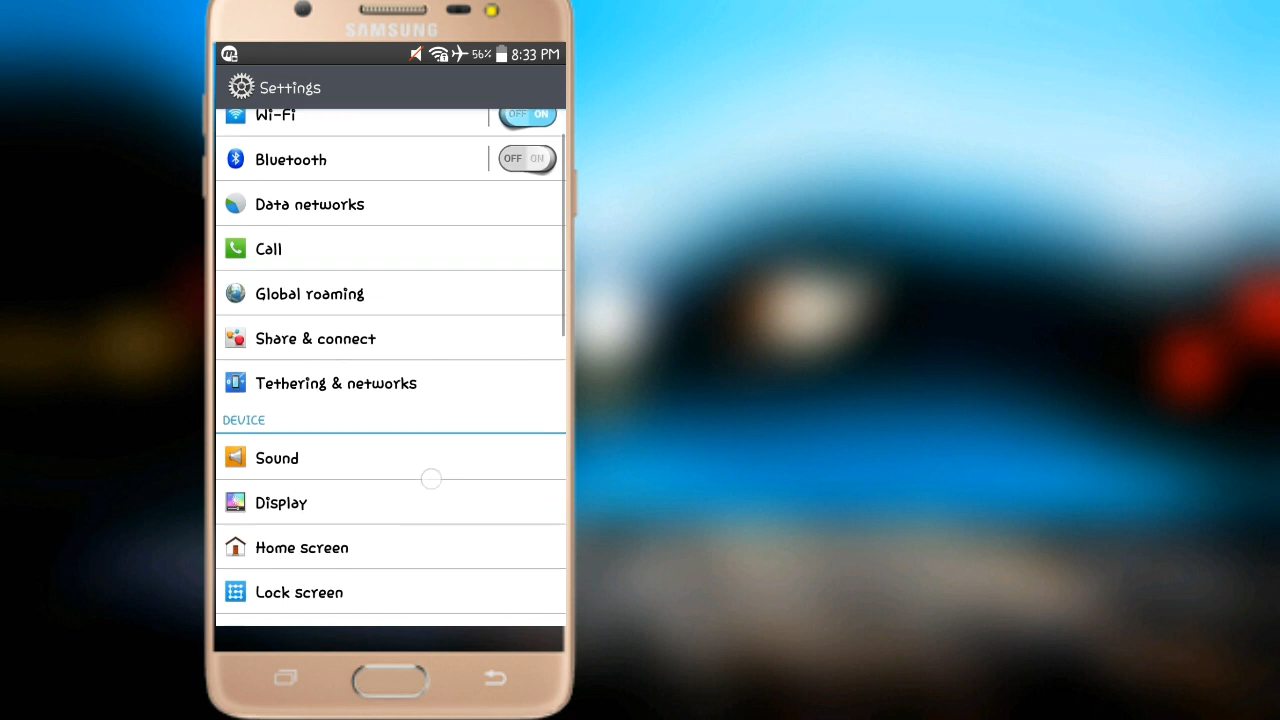 SAMSUNG
56% 8:33 PM
Settings
Wi-Fi OFF ON
Bluetooth OFF ON
Data networks
Call
Global roaming
Share & connect
Tethering & networks
DEVICE
Sound
Display
Home screen
Lock screen